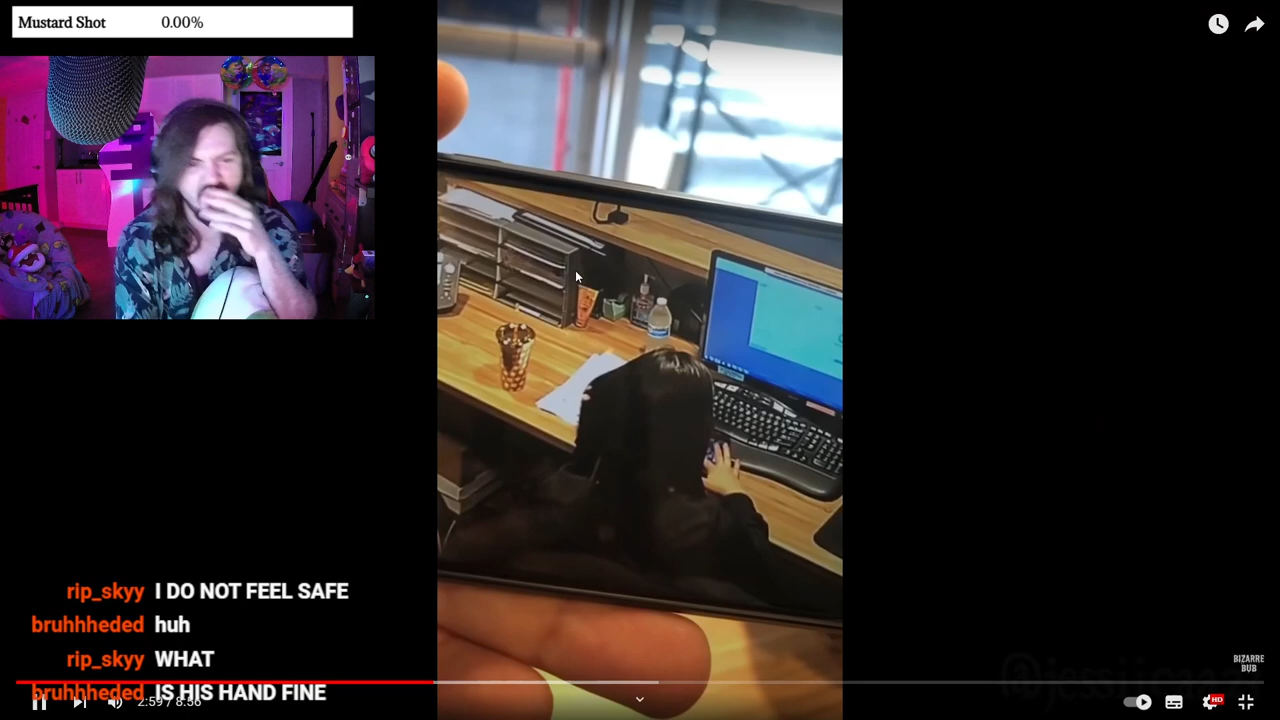 Mustard Shot 0.00%
rip_skyy I DO NOT FEEL SAFE
bruhhheded huh
rip_skyy WHAT
bruhhheded IS HIS HAND FINE
2:59 / 8:56
HD
BIZARRE
BUB